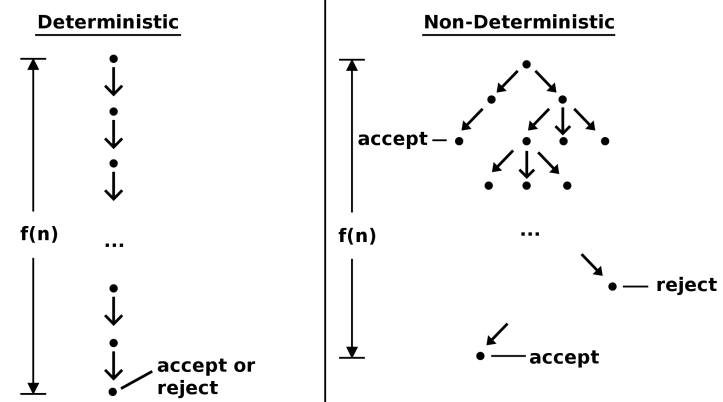 Deterministic
f(n)
...
accept or
reject
Non-Deterministic
accept
f(n)
...
reject
accept